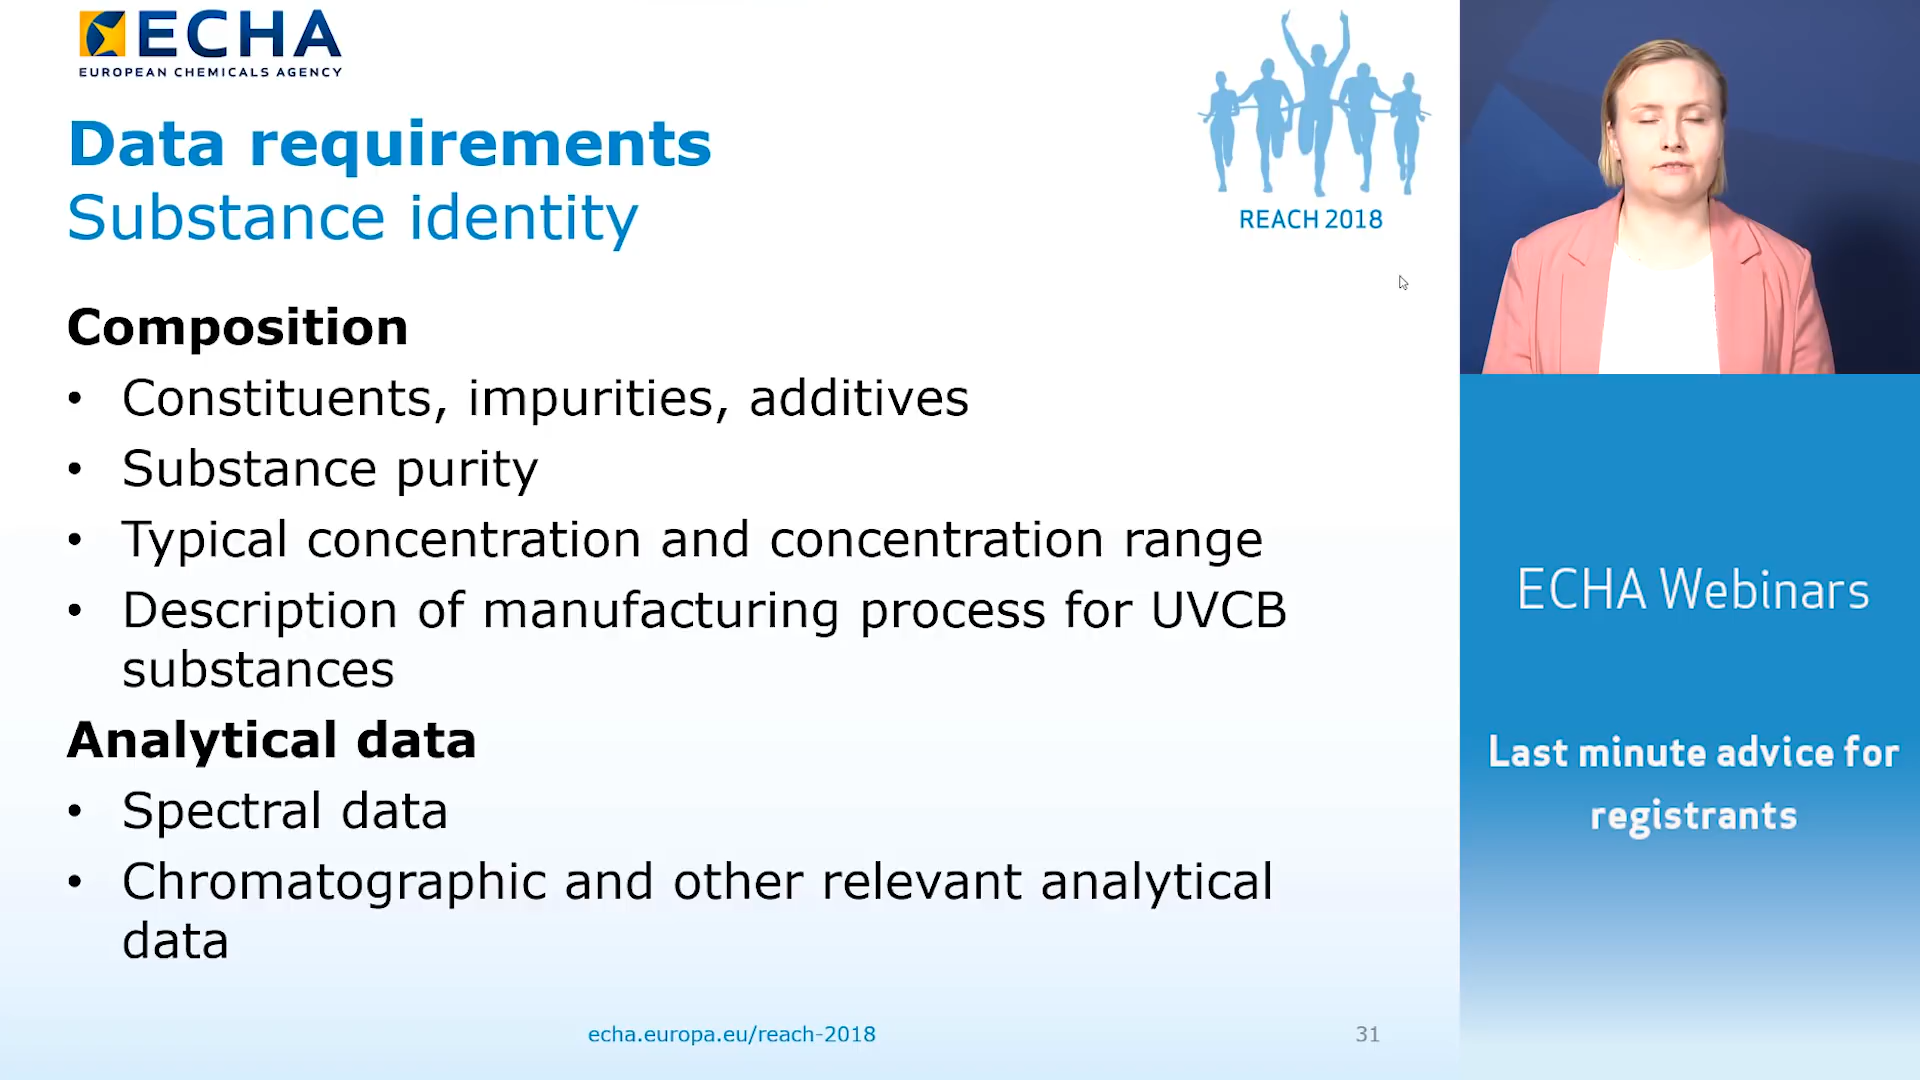 ECHA
EUROPEAN CHEMICALS AGENCY
Data requirements
Substance identity
REACH 2018
Composition
• Constituents, impurities, additives
• Substance purity
• Typical concentration and concentration range
• Description of manufacturing process for UVCB
substances
Analytical data
• Spectral data
• Chromatographic and other relevant analytical
data
echa.europa.eu/reach-2018
31
ECHA Webinars
Last minute advice for
registrants